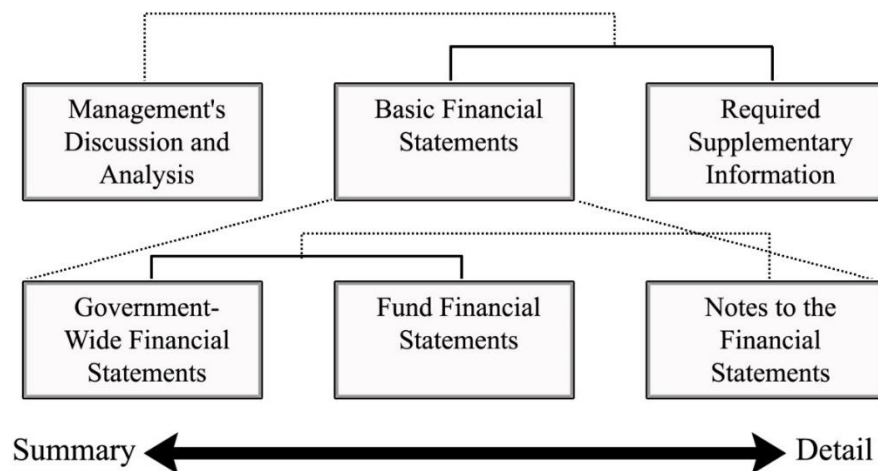 Management's
Discussion and
Analysis
Basic Financial
Statements
Required
Supplementary
Information
Government-
Wide Financial
Statements
Fund Financial
Statements
Notes to the
Financial
Statements
Summary
Detail